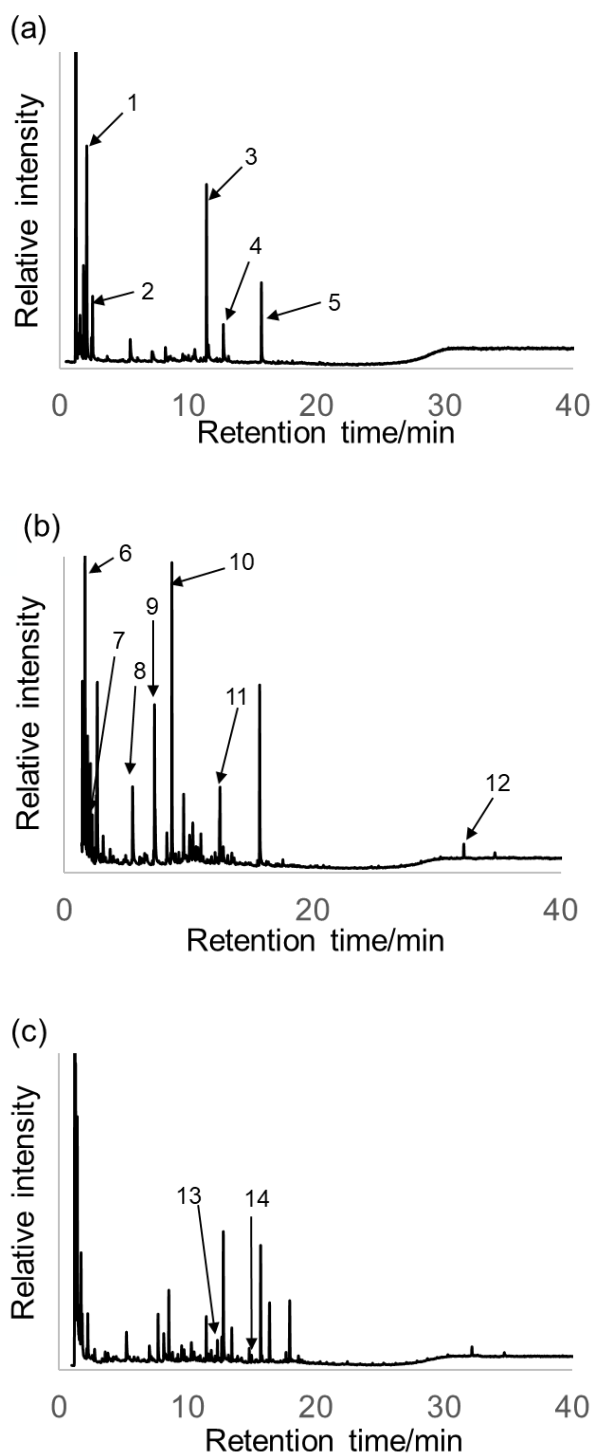 (a)
Relative intensity
1
2
3
4
5
0 10 20 30 40
Retention time/min
(b)
Relative intensity
6
7
8
9
10
11
12
0 20 40
Retention time/min
(c)
Relative intensity
13
14
0 10 20 30 40
Retention time/min